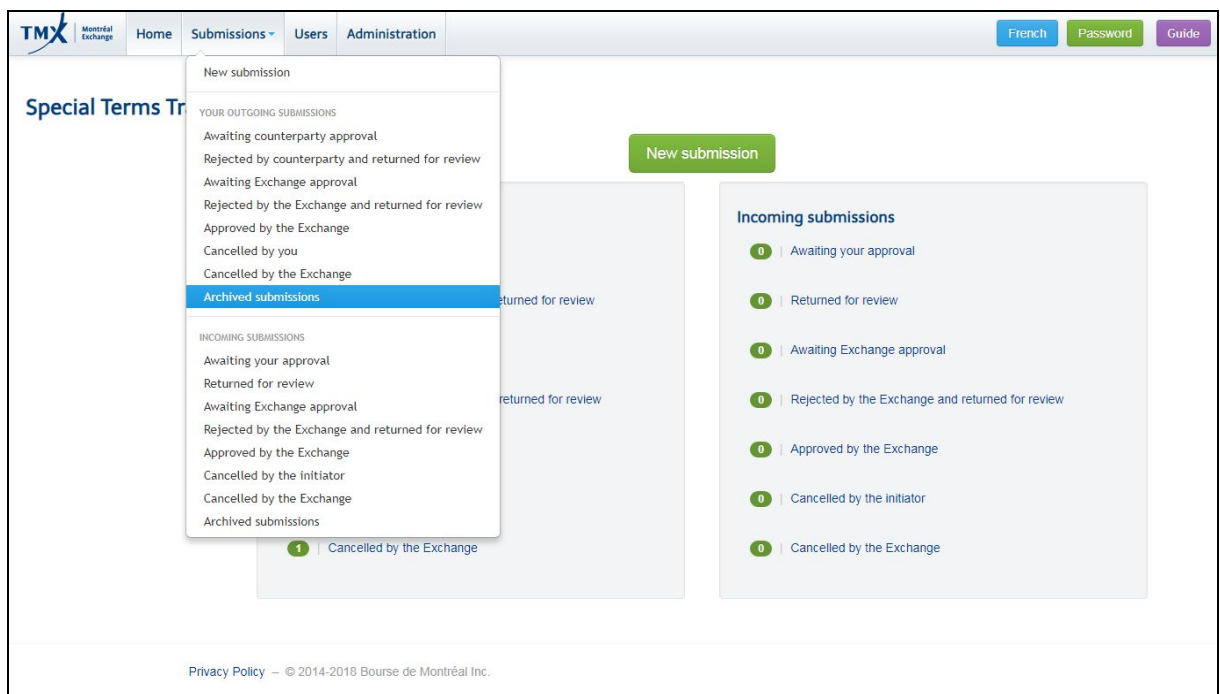 TMX Montréal Exchange
Home
Submissions
Users
Administration
French
Password
Guide
Special Terms Tr
New submission
YOUR OUTGOING SUBMISSIONS
Awaiting counterparty approval
Rejected by counterparty and returned for review
Awaiting Exchange approval
Rejected by the Exchange and returned for review
Approved by the Exchange
Cancelled by you
Cancelled by the Exchange
Archived submissions
INCOMING SUBMISSIONS
Awaiting your approval
Returned for review
Awaiting Exchange approval
Rejected by the Exchange and returned for review
Approved by the Exchange
Cancelled by the initiator
Cancelled by the Exchange
Archived submissions
New submission
returned for review
returned for review
1 | Cancelled by the Exchange
Incoming submissions
0 | Awaiting your approval
0 | Returned for review
0 | Awaiting Exchange approval
0 | Rejected by the Exchange and returned for review
0 | Approved by the Exchange
0 | Cancelled by the initiator
0 | Cancelled by the Exchange
Privacy Policy – © 2014-2018 Bourse de Montréal Inc.